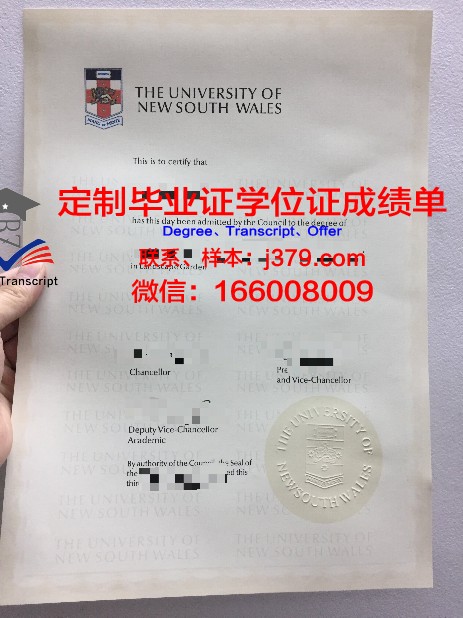 THE UNIVERSITY OF
NEW SOUTH WALES
This is to certify that
定制毕业证学位证成绩单
has this day been admitted by the Council to the degree of
Degree、Transcript、Offer
联系、样本：j379.com
in Landscape
微信：166008009
Transcript
Chancellor
and Vice-Chancellor
Deputy Vice-Chancellor
Academic
By authority of the Council, the Seal of
the
this
THE UNIVERSITY OF
NEW SOUTH WALES